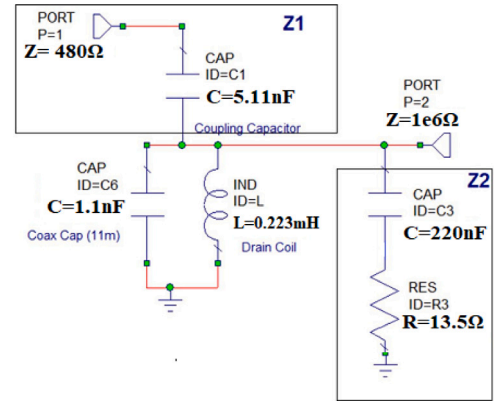 PORT
P=1
Z= 480Ω
Z1
CAP
ID=C1
C=5.11nF
Coupling Capacitor
PORT
P=2
Z=1e6Ω
CAP
ID=C6
C=1.1nF
Coax Cap (11m)
IND
ID=L
L=0.223mH
Drain Coil
Z2
CAP
ID=C3
C=220nF
RES
ID=R3
R=13.5Ω